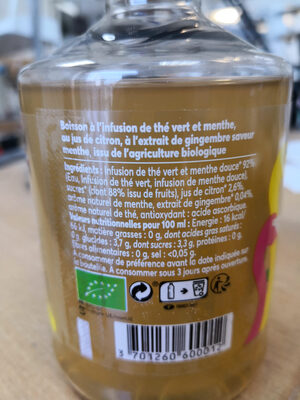 Boisson à l'infusion de thé vert et menthe,
au jus de citron, à l'extrait de gingembre saveur
menthe, issu de l'agriculture biologique
Ingrédients : Infusion de thé vert et menthe douce* 92%
(Eau, Infusion de thé vert, infusion de menthe douce),
sucres* (dont 88% issu de fruits), jus de citron* 2,6%,
arôme naturel de menthe, extrait de gingembre* 0,04%,
arôme naturel de thé, antioxydant : acide ascorbique.
Valeurs nutritionnelles pour 100 ml : Énergie : 16 kcal/
66 kJ, matière grasses : 0 g, dont acides gras saturés :
0 g, glucides : 3,7 g, dont sucres : 3,3 g, protéines : 0 g,
fibres alimentaires : 0 g, sel : <0,05 g.
A consommer de préférence avant la date indiquée sur
la bouteille. A consommer sous 3 jours après ouverture.
3 701260 600012